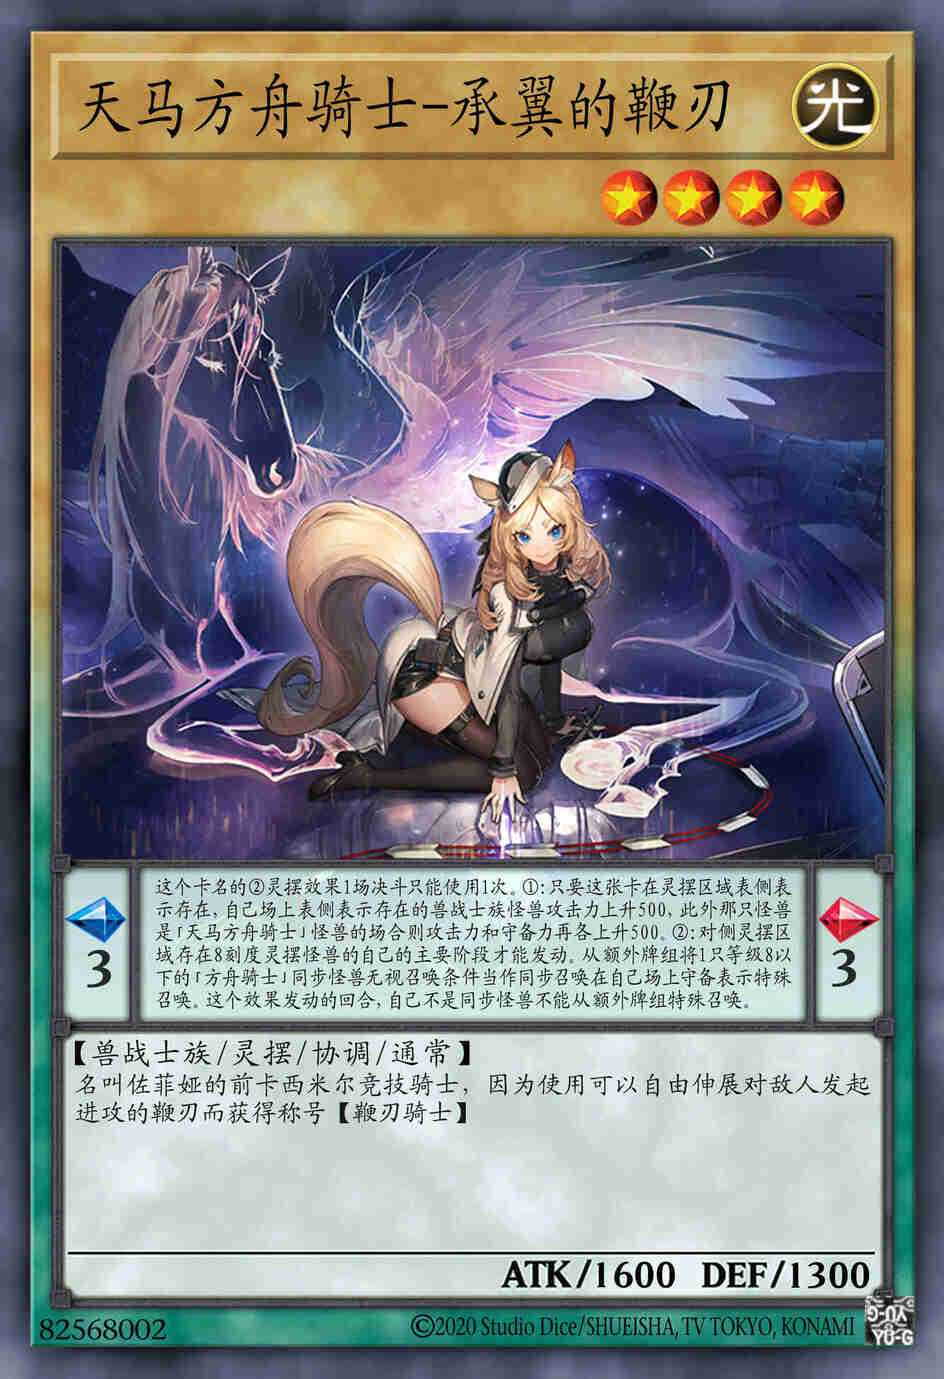 天马方舟骑士-承翼的鞭刃
光
这个卡名的②灵摆效果1场决斗只能使用1次。①:只要这张卡在灵摆区域表侧表
示存在,自己场上表侧表示存在的兽战士族怪兽攻击力上升500,此外那只怪兽
是「天马方舟骑士」怪兽的场合则攻击力和守备力再各上升500。②:对侧灵摆区
域存在8刻度灵摆怪兽的自己的主要阶段才能发动。从额外牌组将1只等级8以
下的「方舟骑士」同步怪兽无视召唤条件当作同步召唤在自己场上守备表示特殊
召唤。这个效果发动的回合,自己不是同步怪兽不能从额外牌组特殊召唤。
3
3
【兽战士族/灵摆/协调/通常】
名叫佐菲娅的前卡西米尔竞技骑士，因为使用可以自由伸展对敌人发起
进攻的鞭刃而获得称号【鞭刃骑士】
ATK/1600 DEF/1300
82568002
©2020 Studio Dice/SHUEISHA, TV TOKYO, KONAMI